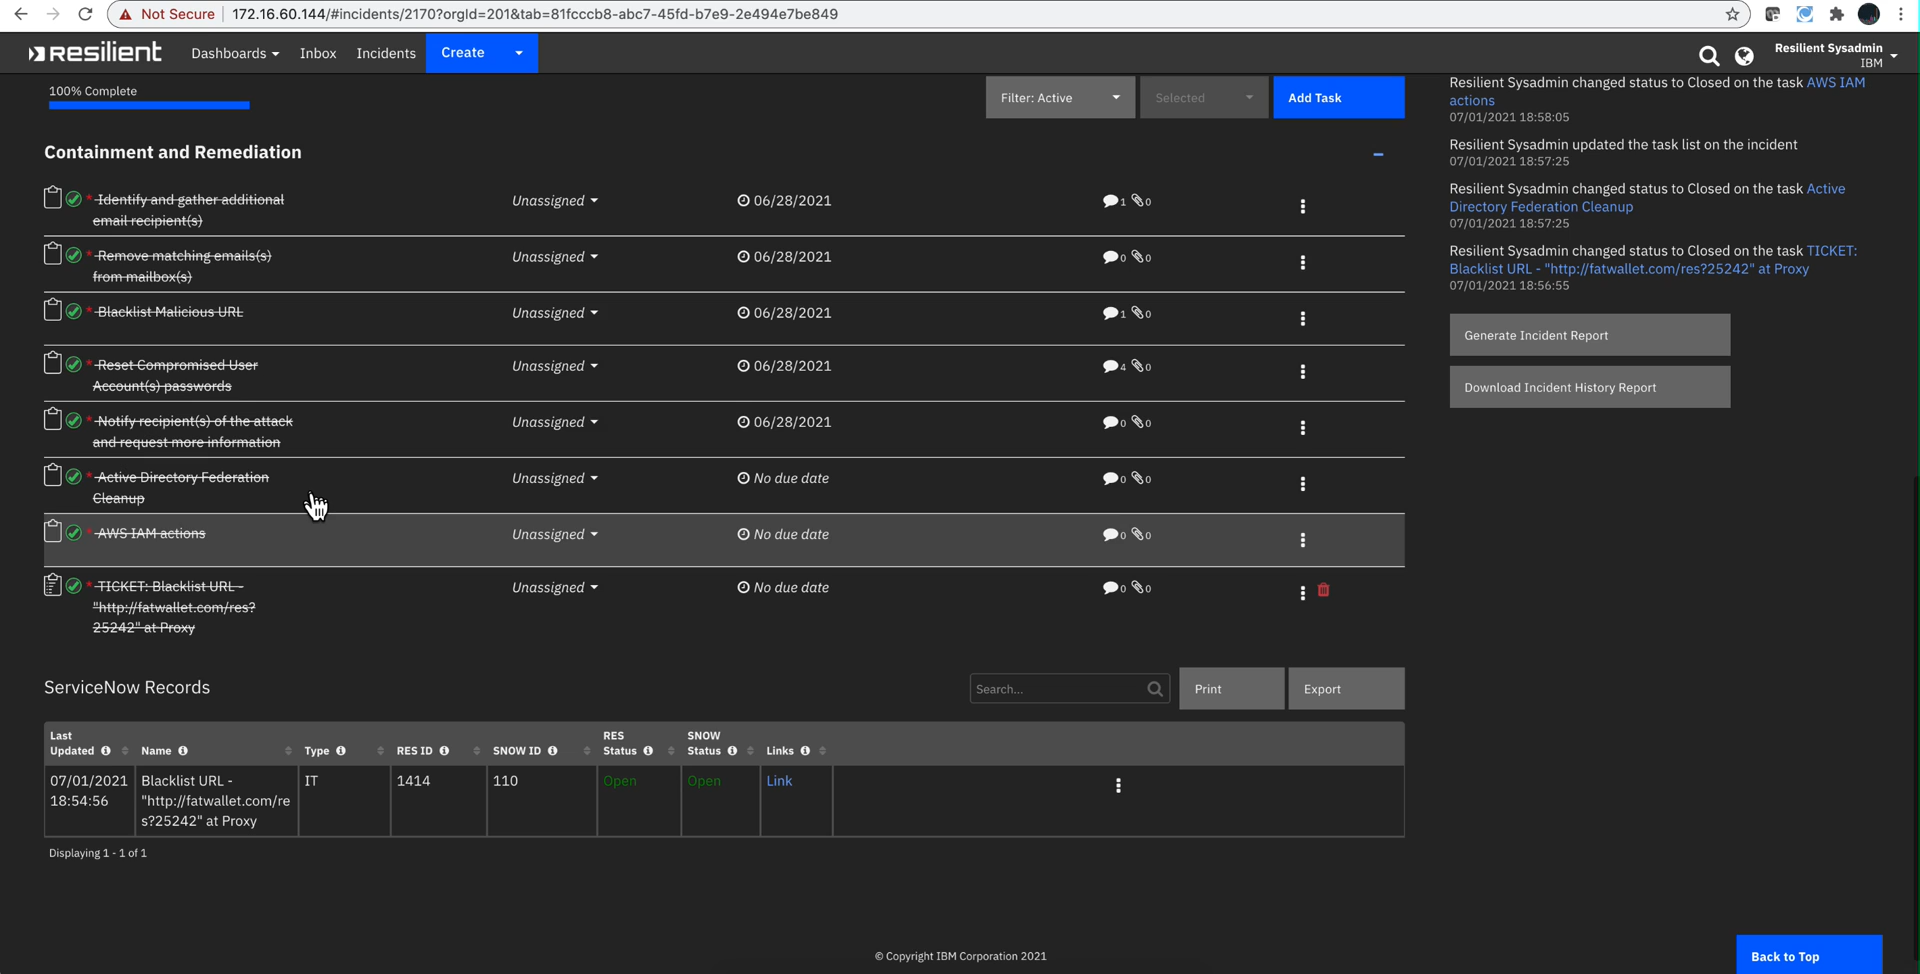 Not Secure 172.16.60.144/#incidents/2170?orgId=201&tab=81fcccb8-abc7-45fd-b7e9-2e494e7be849
resilient Dashboards Inbox Incidents Create Resilient Sysadmin
IBM
100% Complete
Filter: Active Selected Add Task
Containment and Remediation
* Identify and gather additional
email recipient(s)
Unassigned 06/28/2021 1 0
* Remove matching emails(s)
from mailbox(s)
Unassigned 06/28/2021 0 0
* Blacklist Malicious URL Unassigned 06/28/2021 1 0
* Reset Compromised User
Account(s) passwords
Unassigned 06/28/2021 4 0
* Notify recipient(s) of the attack
and request more information
Unassigned 06/28/2021 0 0
* Active Directory Federation
Cleanup
Unassigned No due date 0 0
* AWS IAM actions Unassigned No due date 0 0
* TICKET: Blacklist URL -
"http://fatwallet.com/res?
25242" at Proxy
Unassigned No due date 0 0
ServiceNow Records Search... Print Export
Last
Updated Name Type RES ID SNOW ID RES
Status SNOW
Status Links
07/01/2021
18:54:56
Blacklist URL -
"http://fatwallet.com/re
s?25242" at Proxy
IT 1414 110 Open Open Link
Displaying 1 - 1 of 1
Resilient Sysadmin changed status to Closed on the task AWS IAM
actions
07/01/2021 18:58:05
Resilient Sysadmin updated the task list on the incident
07/01/2021 18:57:25
Resilient Sysadmin changed status to Closed on the task Active
Directory Federation Cleanup
07/01/2021 18:57:25
Resilient Sysadmin changed status to Closed on the task TICKET:
Blacklist URL - "http://fatwallet.com/res?25242" at Proxy
07/01/2021 18:56:55
Generate Incident Report
Download Incident History Report
© Copyright IBM Corporation 2021
Back to Top